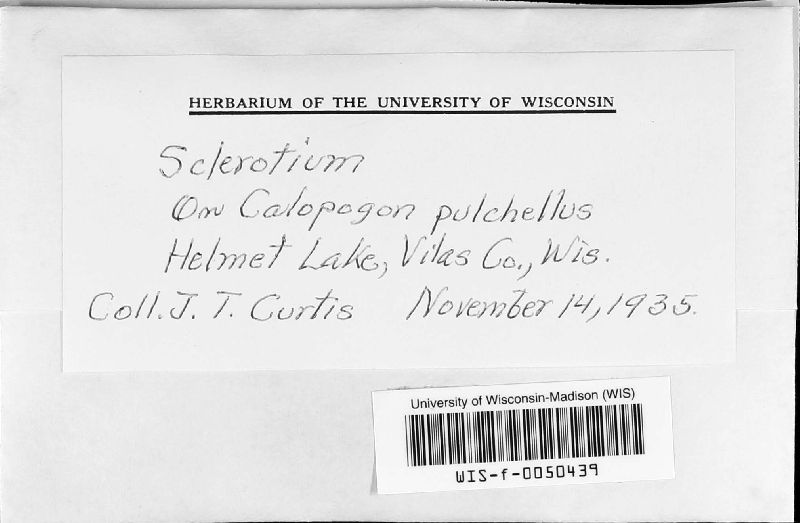 HERBARIUM OF THE UNIVERSITY OF WISCONSIN
Sclerotium
On Calopogon pulchellus
Helmet Lake, Vilas Co., Wis.
Coll. J. T. Curtis November 14, 1935.
University of Wisconsin-Madison (WIS)
WIS-f-0050439